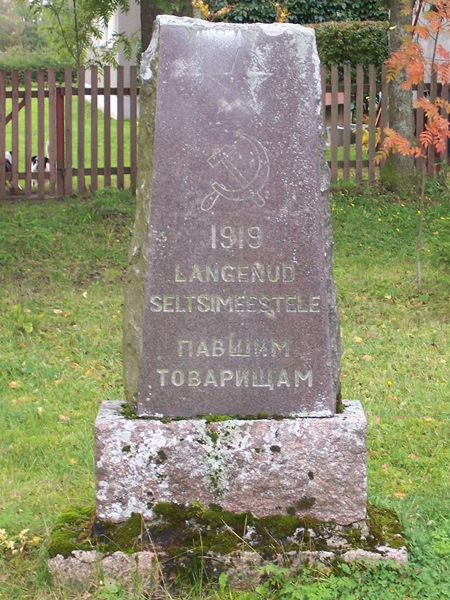 1919
LANGENUD
SELTSIMEESTELE
ПАВШИМ
ТОВАРИЩАМ